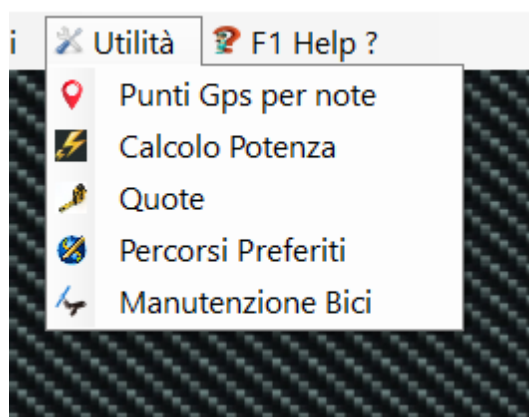 i Utilità F1 Help ?
Punti Gps per note
Calcolo Potenza
Quote
Percorsi Preferiti
Manutenzione Bici